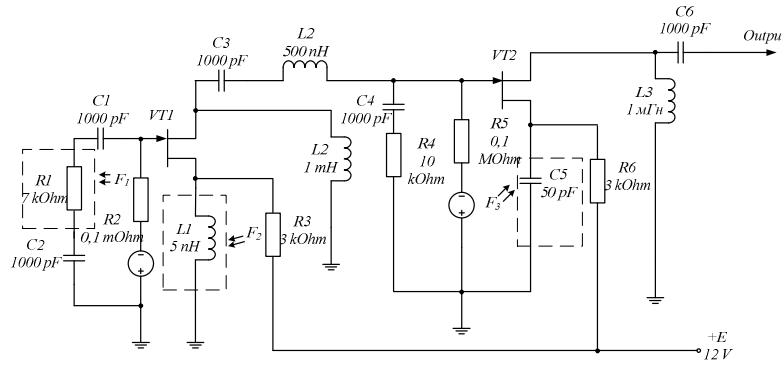 C6
1000 pF
Outpu
L2
500 nH
C3
1000 pF
VT2
L3
1 мГн
C1
1000 pF
VT1
C4
1000 pF
R4
10
kOhm
R5
0,1
MOhm
L2
1 mH
C5
50 pF
R6
3 kOhm
R1
7 kOhm
F1
R2
0,1 mOhm
L1
5 nH
F2
R3
3 kOhm
F3
C2
1000 pF
+E
12 V